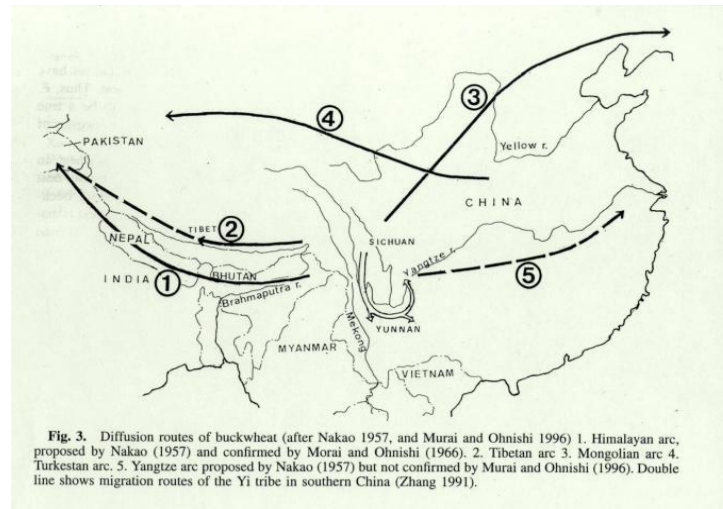 PAKISTAN
4
3
Yellow r.
CHINA
TIBET
2
NEPAL
SICHUAN
INDIA
1
BHUTAN
Brahmaputra r.
Yangtze r.
5
YUNNAN
Mekong
MYANMAR
VIETNAM
Fig. 3. Diffusion routes of buckwheat (after Nakao 1957, and Murai and Ohnishi 1996) 1. Himalayan arc,
proposed by Nakao (1957) and confirmed by Morai and Ohnishi (1966). 2. Tibetan arc 3. Mongolian arc 4.
Turkestan arc. 5. Yangtze arc proposed by Nakao (1957) but not confirmed by Murai and Ohnishi (1996). Double
line shows migration routes of the Yi tribe in southern China (Zhang 1991).